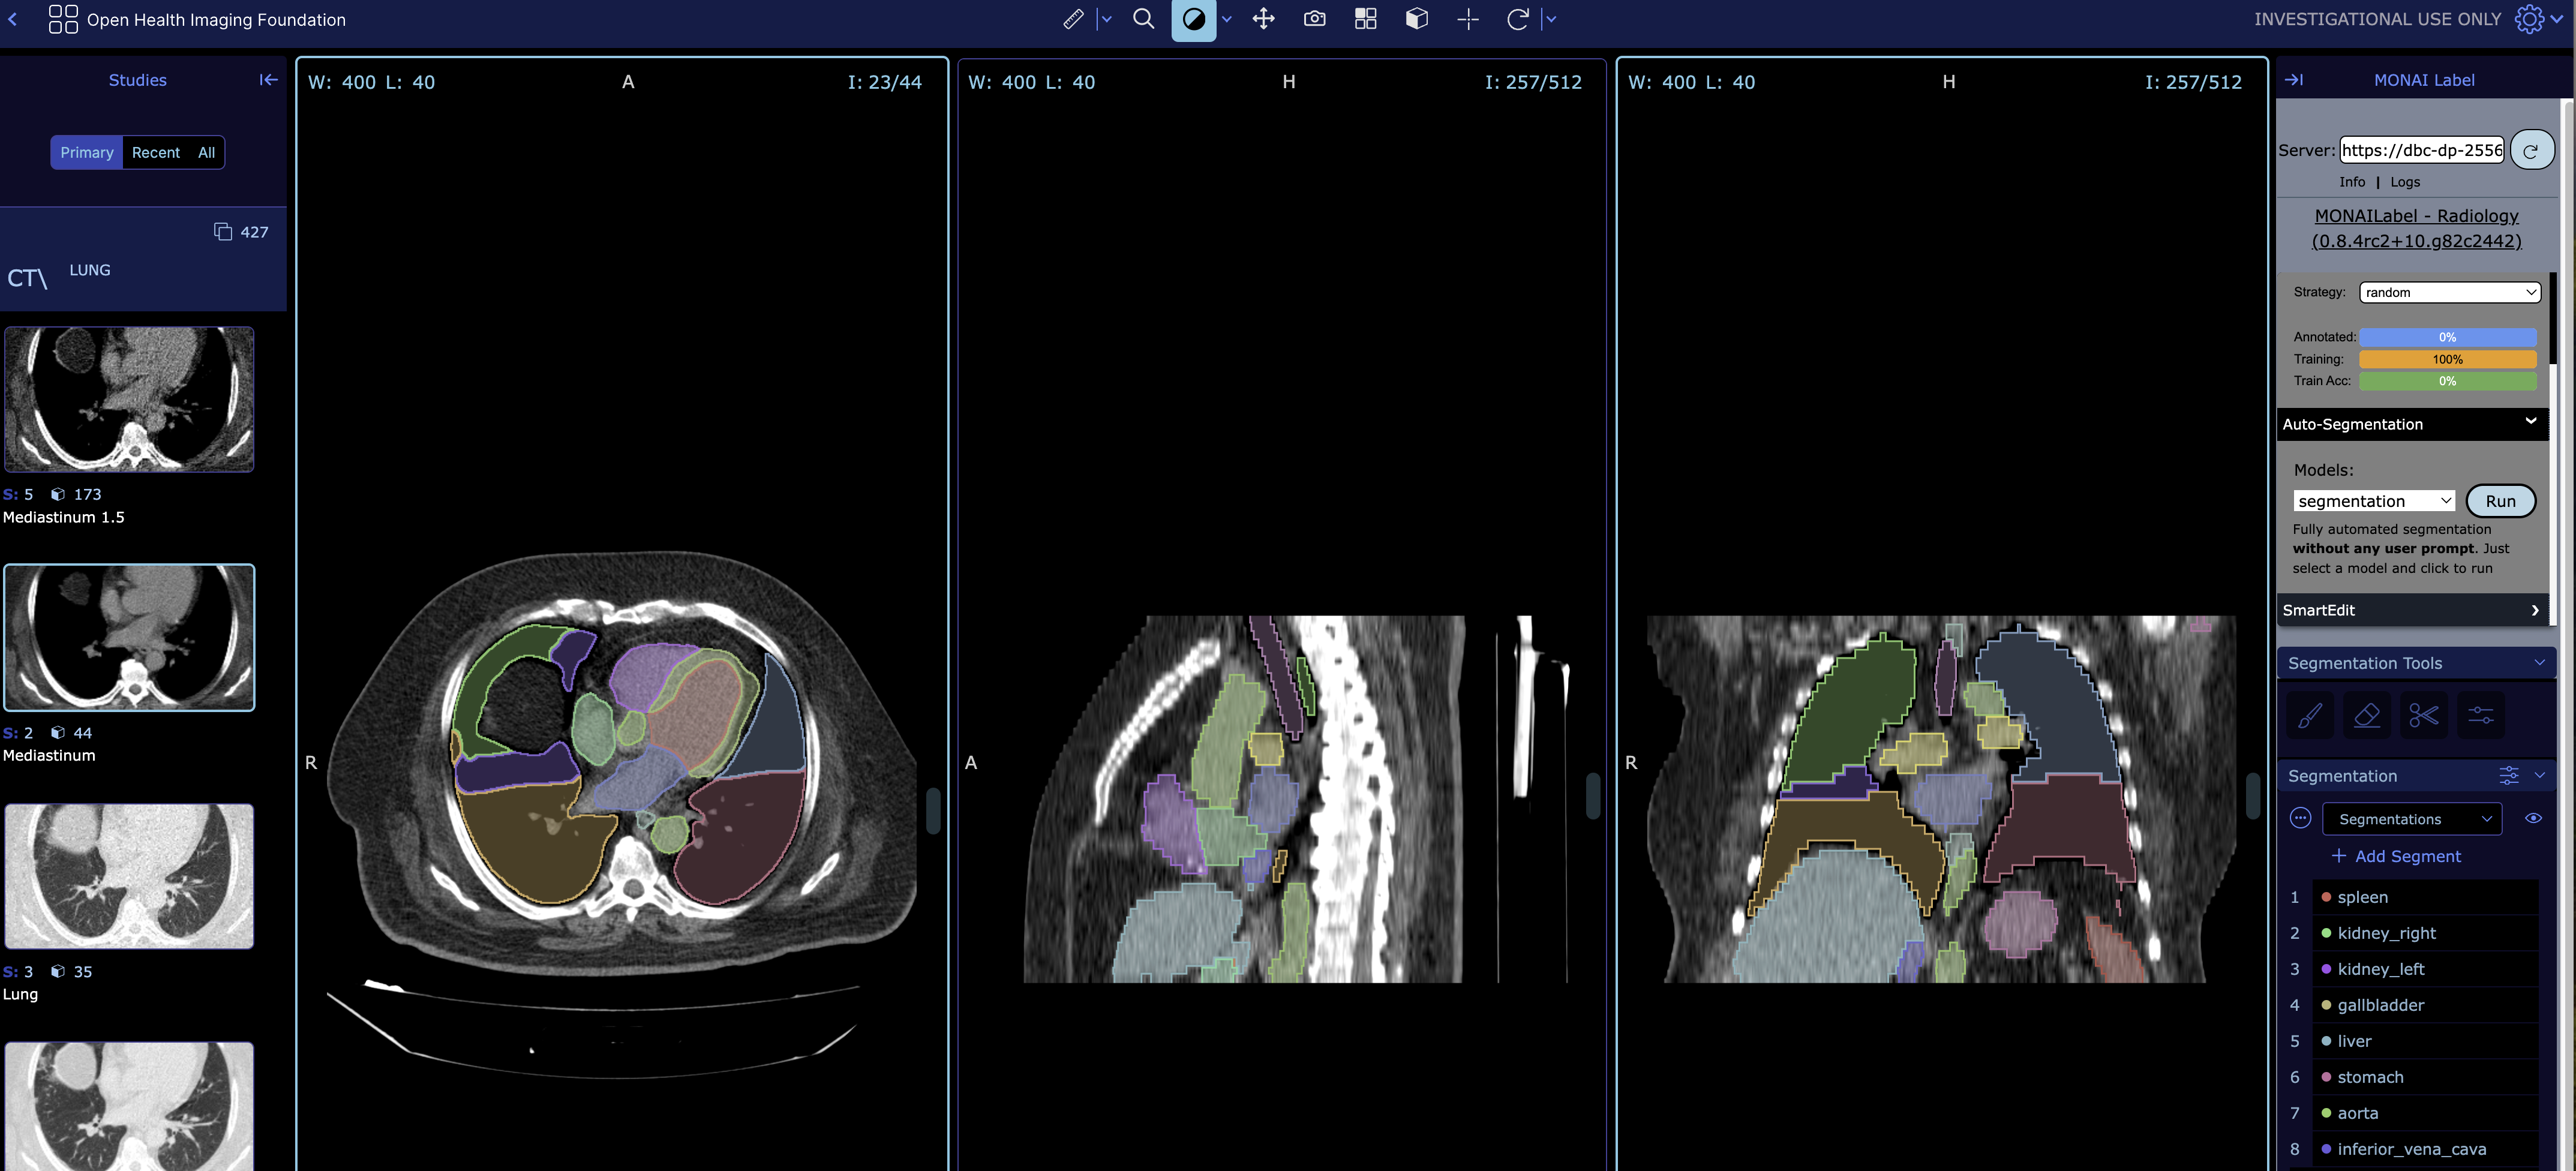 Open Health Imaging Foundation
INVESTIGATIONAL USE ONLY
Studies
Primary Recent All
427
CT\ LUNG
S: 5 173
Mediastinum 1.5
S: 2 44
Mediastinum
S: 3 35
Lung
W: 400 L: 40 A I: 23/44
R
W: 400 L: 40 H I: 257/512
A
W: 400 L: 40 H I: 257/512
R
MONAI Label
Server: https://dbc-dp-2556
Info | Logs
MONAILabel - Radiology
(0.8.4rc2+10.g82c2442)
Strategy: random
Annotated: 0%
Training: 100%
Train Acc: 0%
Auto-Segmentation
Models:
segmentation Run
Fully automated segmentation
without any user prompt. Just
select a model and click to run
SmartEdit
Segmentation Tools
Segmentation
Segmentations
+ Add Segment
1 spleen
2 kidney_right
3 kidney_left
4 gallbladder
5 liver
6 stomach
7 aorta
8 inferior_vena_cava